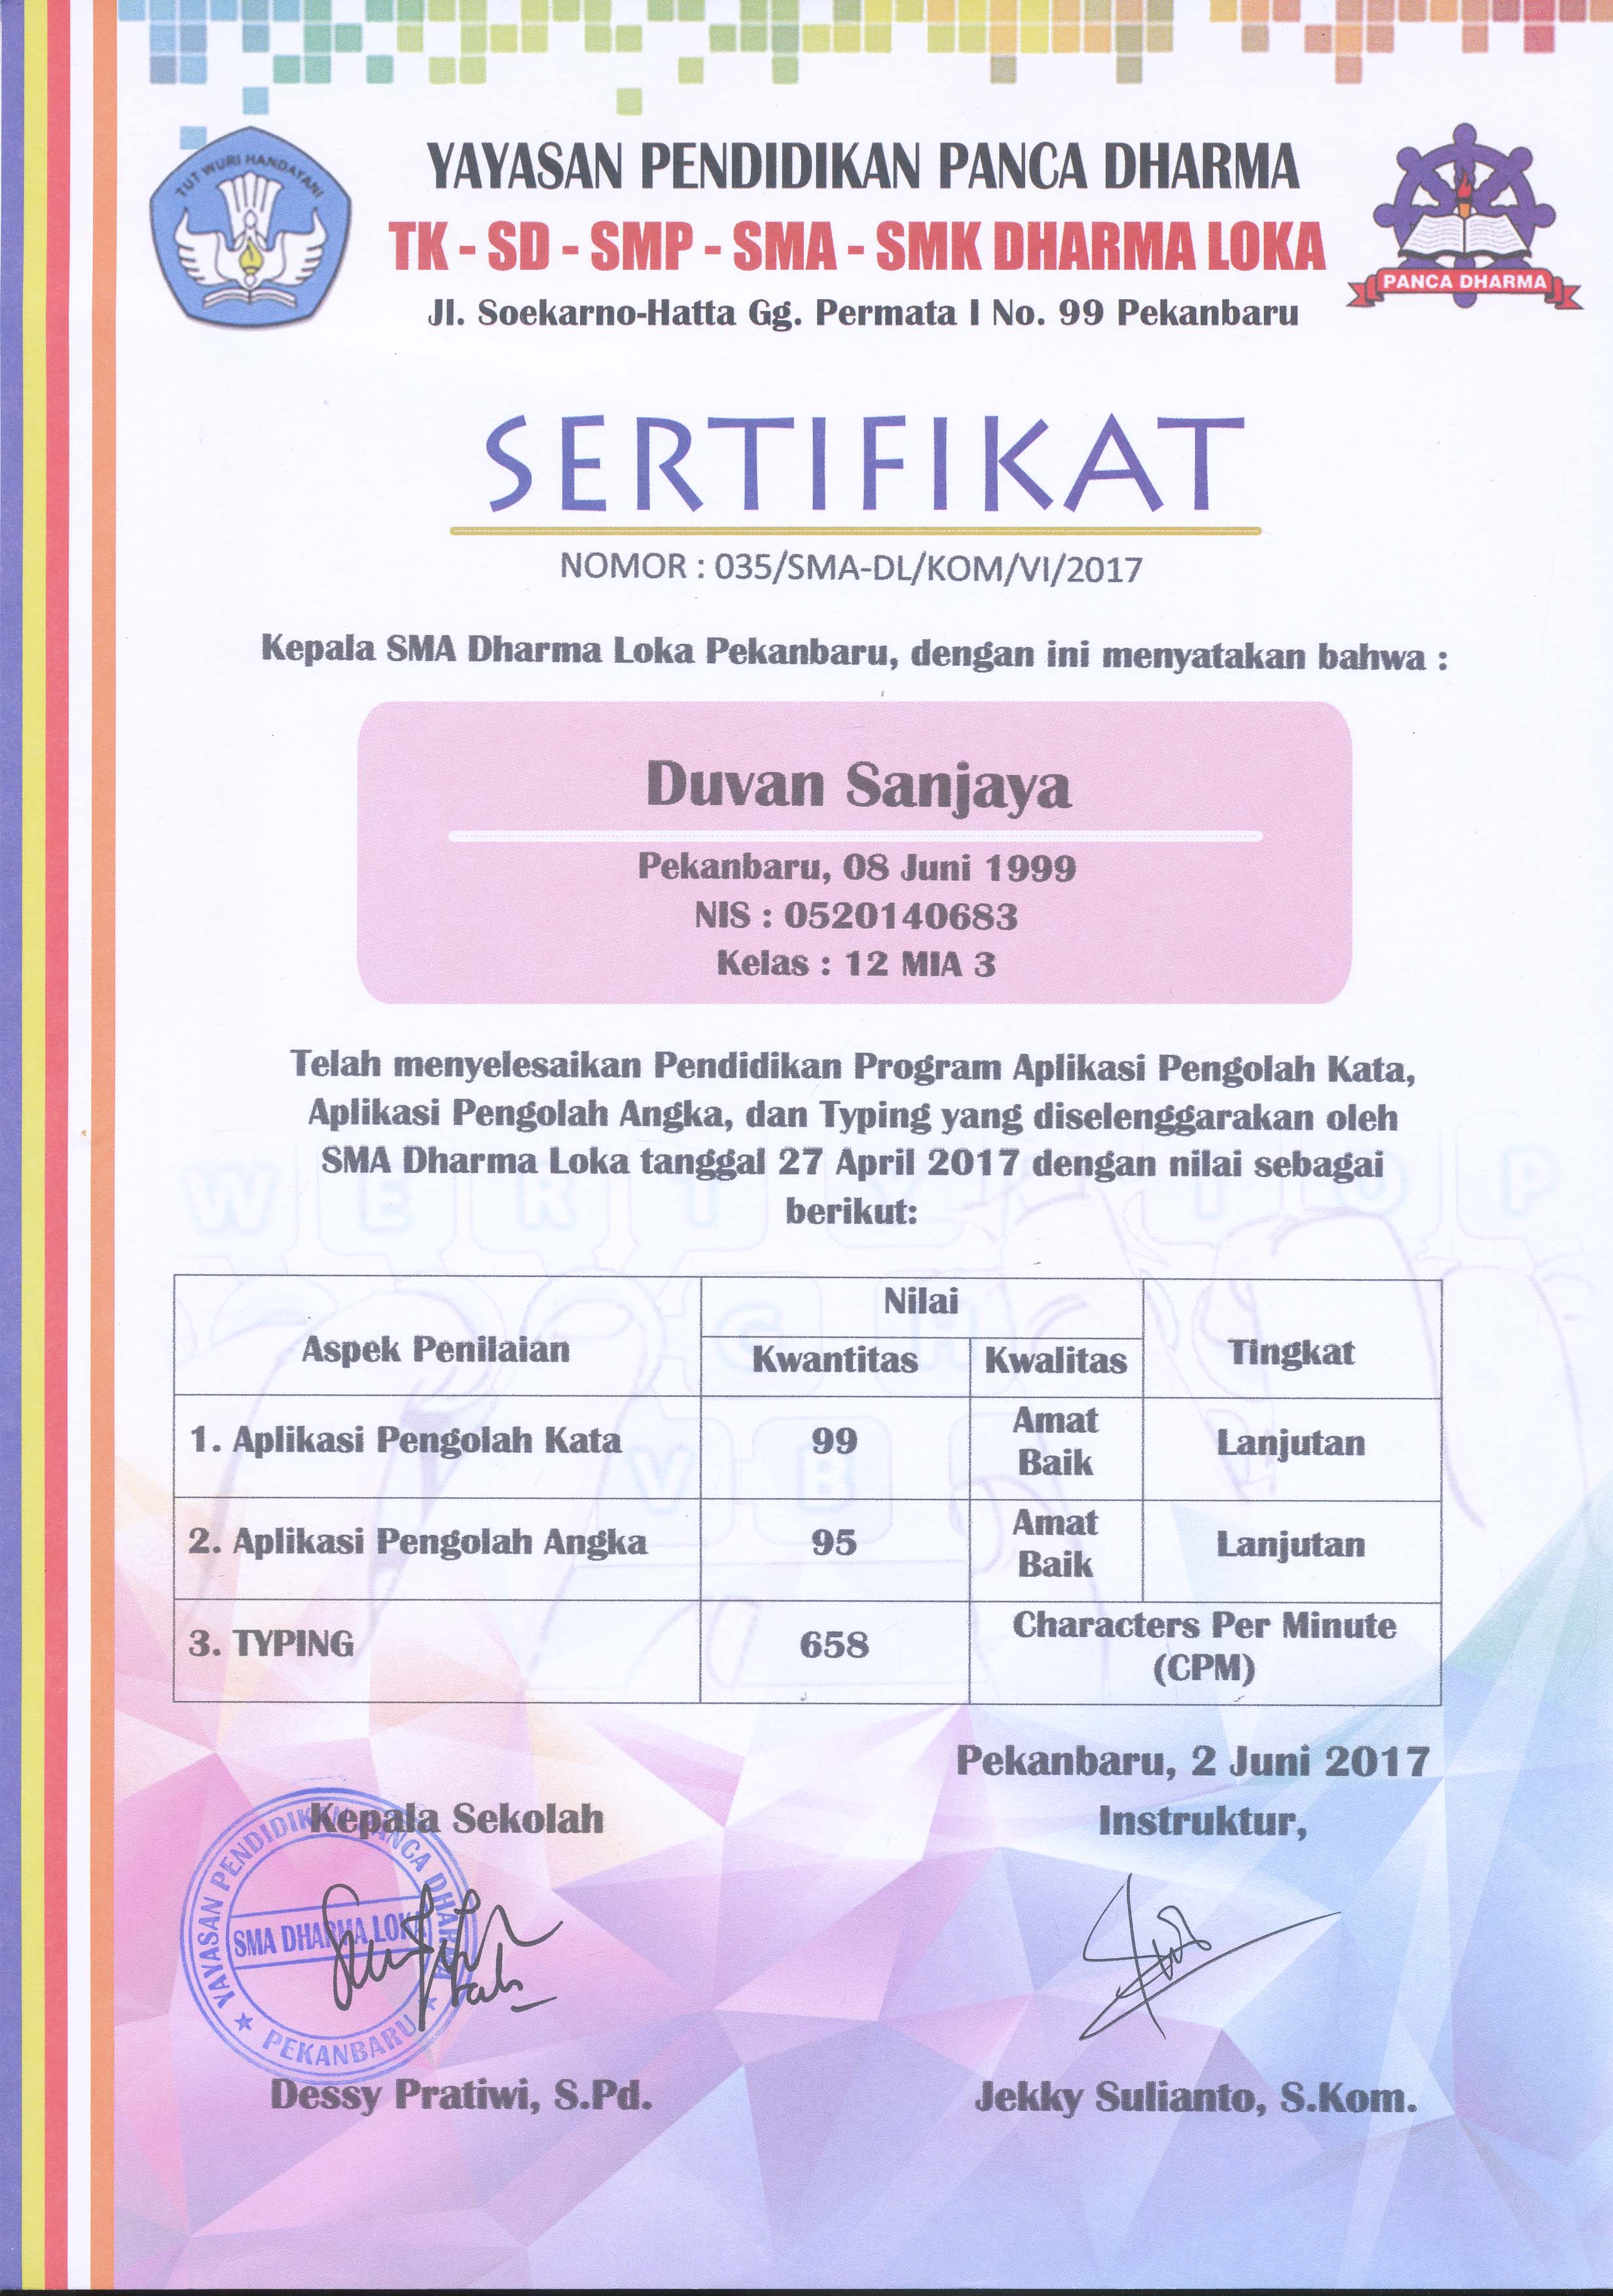 TUT WURI HANDAYANI
YAYASAN PENDIDIKAN PANCA DHARMA
TK - SD - SMP - SMA - SMK DHARMA LOKA
Jl. Soekarno-Hatta Gg. Permata I No. 99 Pekanbaru
PANCA DHARMA
SERTIFIKAT
NOMOR : 035/SMA-DL/KOM/VI/2017
Kepala SMA Dharma Loka Pekanbaru, dengan ini menyatakan bahwa :
Duvan Sanjaya
Pekanbaru, 08 Juni 1999
NIS : 0520140683
Kelas : 12 MIA 3
Telah menyelesaikan Pendidikan Program Aplikasi Pengolah Kata,
Aplikasi Pengolah Angka, dan Typing yang diselenggarakan oleh
SMA Dharma Loka tanggal 27 April 2017 dengan nilai sebagai
berikut:
Aspek Penilaian Nilai Tingkat
Kwantitas Kwalitas
1. Aplikasi Pengolah Kata 99 Amat Baik Lanjutan
2. Aplikasi Pengolah Angka 95 Amat Baik Lanjutan
3. TYPING 658 Characters Per Minute (CPM)
Pekanbaru, 2 Juni 2017
Kepala Sekolah Instruktur,
YAYASAN PENDIDIKAN PANCA DHARMA
SMA DHARMA LOKA
PEKANBARU
Dessy Pratiwi, S.Pd. Jekky Sulianto, S.Kom.